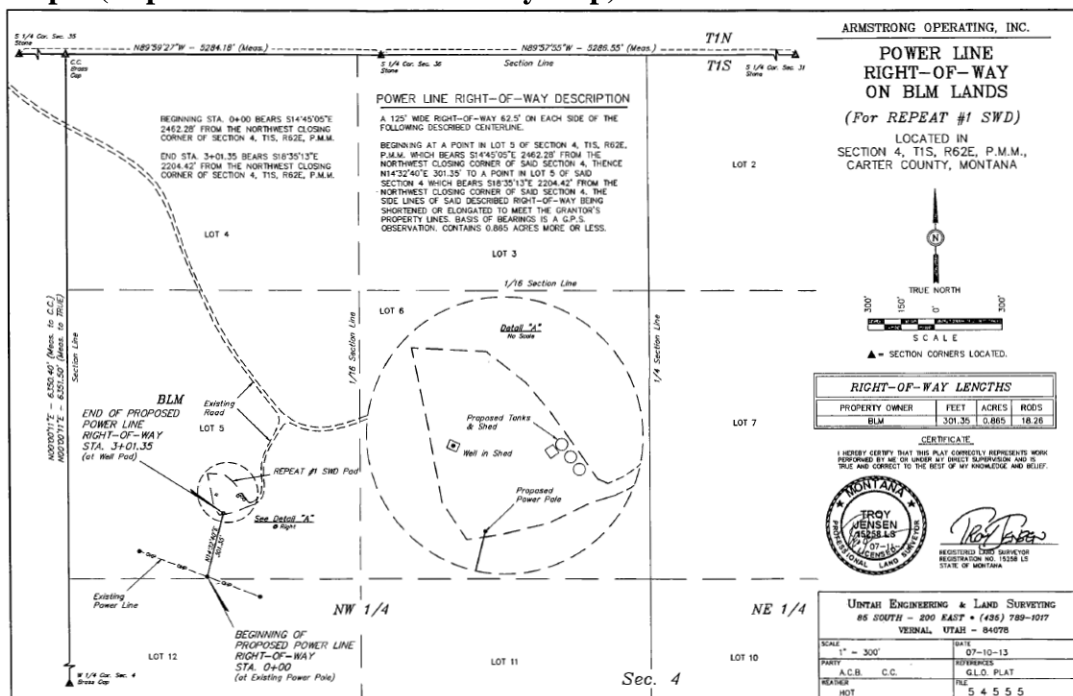 S 1/4 Cor. Sec. 35
Stone
N89°59'27"W - 5284.18' (Meas.)
C.C.
Brass
Cap
S 1/4 Cor. Sec. 36
Stone
N89°57'55"W - 5286.55' (Meas.)
Section Line
T1N
T1S
S 1/4 Cor. Sec. 31
Stone
BEGINNING STA. 0+00 BEARS S14°45'05"E
2462.28' FROM THE NORTHWEST CLOSING
CORNER OF SECTION 4, T1S, R62E, P.M.M.
END STA. 3+01.35 BEARS S18°35'13"E
2204.42' FROM THE NORTHWEST CLOSING
CORNER OF SECTION 4, T1S, R62E, P.M.M.
POWER LINE RIGHT-OF-WAY DESCRIPTION
A 125' WIDE RIGHT-OF-WAY 62.5' ON EACH SIDE OF THE
FOLLOWING DESCRIBED CENTERLINE.
BEGINNING AT A POINT IN LOT 5 OF SECTION 4, T1S, R62E,
P.M.M. WHICH BEARS S14°45'05"E 2462.28' FROM THE
NORTHWEST CLOSING CORNER OF SAID SECTION 4, THENCE
N14°32'40"E 301.35' TO A POINT IN LOT 5 OF SAID
SECTION 4 WHICH BEARS S18°35'13"E 2204.42' FROM THE
NORTHWEST CLOSING CORNER OF SAID SECTION 4. THE
SIDE LINES OF SAID DESCRIBED RIGHT-OF-WAY BEING
SHORTENED OR ELONGATED TO MEET THE GRANTOR'S
PROPERTY LINES. BASIS OF BEARINGS IS A G.P.S.
OBSERVATION. CONTAINS 0.865 ACRES MORE OR LESS.
LOT 4
LOT 3
LOT 2
N00°00'11"E - 6350.40' (Meas. to C.C.)
N00°00'11"E - 6351.50' (Meas. to TRUE)
Section Line
1/16 Section Line
LOT 6
1/16 Section Line
1/4 Section Line
Detail "A"
No Scale
Proposed Tanks
& Shed
Well in Shed
Proposed
Power Pole
LOT 7
Existing
Road
BLM
END OF PROPOSED
POWER LINE
RIGHT-OF-WAY
STA. 3+01.35
(at Well Pad)
LOT 5
REPEAT #1 SWD Pad
See Detail "A"
@ Right
N14°32'40"E
301.35'
Existing
Power Line
OHP
OHP
NW 1/4
NE 1/4
BEGINNING OF
PROPOSED POWER LINE
RIGHT-OF-WAY
STA. 0+00
(at Existing Power Pole)
LOT 12
LOT 11
LOT 10
Sec. 4
W 1/4 Cor. Sec. 4
Brass Cap
ARMSTRONG OPERATING, INC.
POWER LINE
RIGHT-OF-WAY
ON BLM LANDS
(For REPEAT #1 SWD)
LOCATED IN
SECTION 4, T1S, R62E, P.M.M.,
CARTER COUNTY, MONTANA
N
TRUE NORTH
300' 150' 0' 300'
SCALE
▲ = SECTION CORNERS LOCATED.
RIGHT-OF-WAY LENGTHS
PROPERTY OWNER FEET ACRES RODS
BLM 301.35 0.865 18.26
CERTIFICATE
I HEREBY CERTIFY THAT THIS PLAT CORRECTLY REPRESENTS WORK
PERFORMED BY ME OR UNDER MY DIRECT SUPERVISION AND IS
TRUE AND CORRECT TO THE BEST OF MY KNOWLEDGE AND BELIEF.
MONTANA
TROY
JENSEN
15258 LS
LICENSED
PROFESSIONAL LAND SURVEYOR
Troy Jensen
REGISTERED LAND SURVEYOR
REGISTRATION NO. 15258 LS
STATE OF MONTANA
UINTAH ENGINEERING & LAND SURVEYING
85 SOUTH - 200 EAST • (435) 789-1017
VERNAL, UTAH - 84078
SCALE
1" = 300'
DATE
07-10-13
PARTY
A.C.B. C.C.
REFERENCES
G.L.O. PLAT
WEATHER
HOT
FILE
5 4 5 5 5